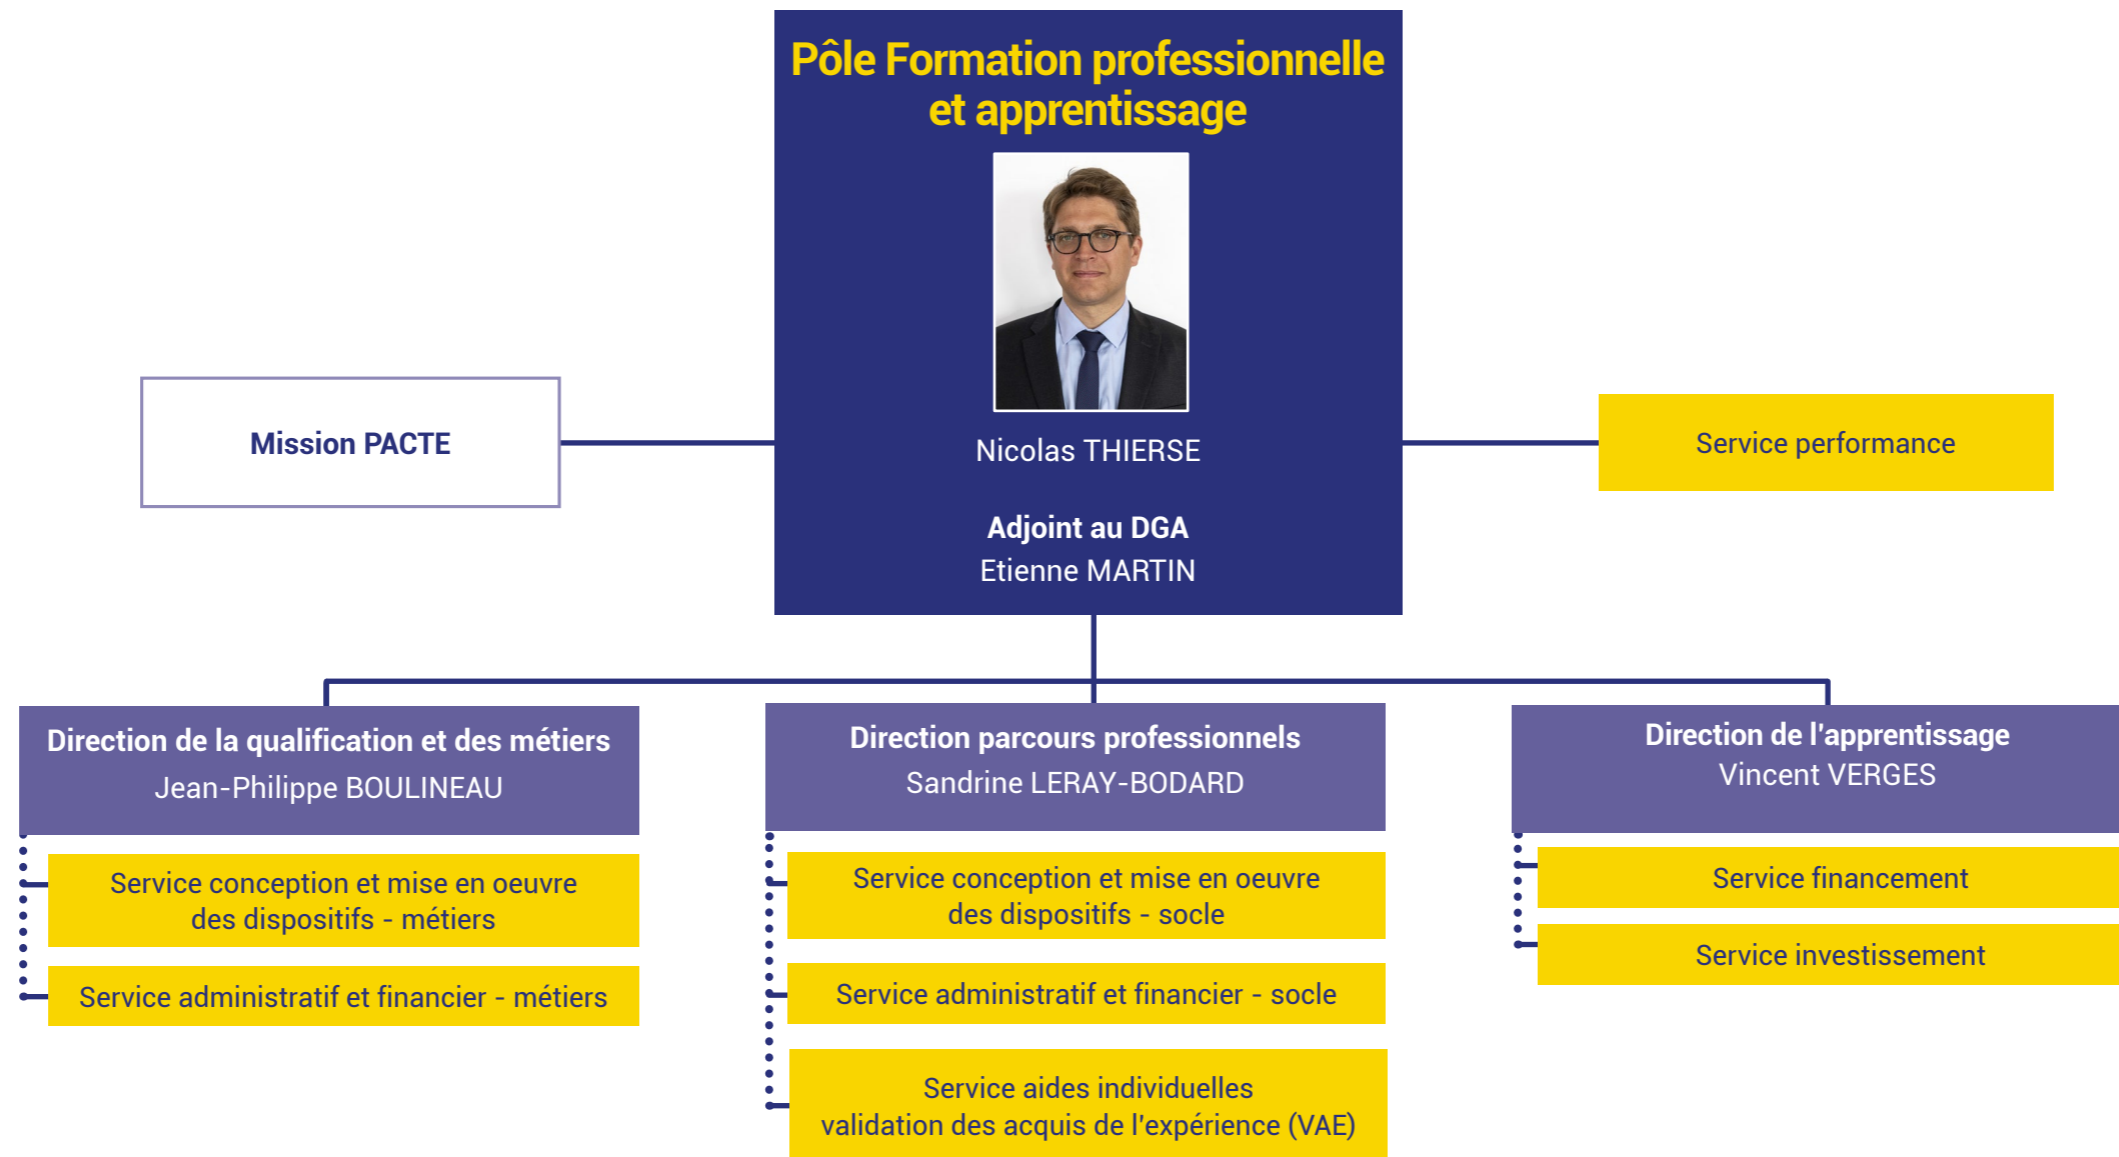 Pôle Formation professionnelle
et apprentissage
Nicolas THIERSE
Adjoint au DGA
Etienne MARTIN
Mission PACTE
Service performance
Direction de la qualification et des métiers
Jean-Philippe BOULINEAU
Service conception et mise en oeuvre
des dispositifs - métiers
Service administratif et financier - métiers
Direction parcours professionnels
Sandrine LERAY-BODARD
Service conception et mise en oeuvre
des dispositifs - socle
Service administratif et financier - socle
Service aides individuelles
validation des acquis de l'expérience (VAE)
Direction de l'apprentissage
Vincent VERGES
Service financement
Service investissement